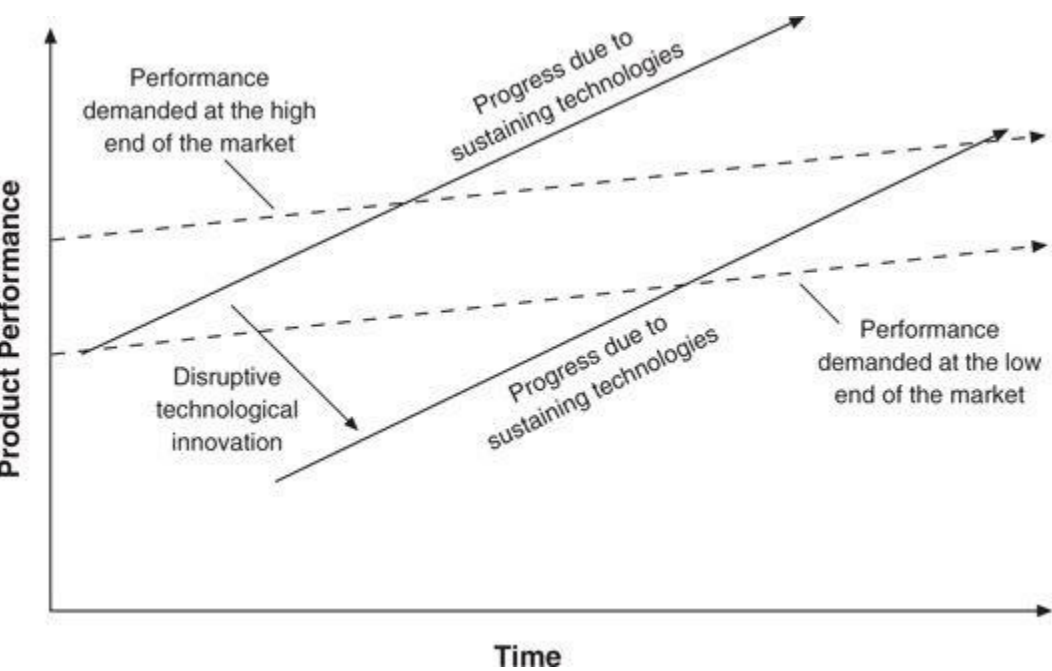 Performance
demanded at the high
end of the market
Progress due to
sustaining technologies
Product Performance
Disruptive
technological
innovation
Progress due to
sustaining technologies
Performance
demanded at the low
end of the market
Time